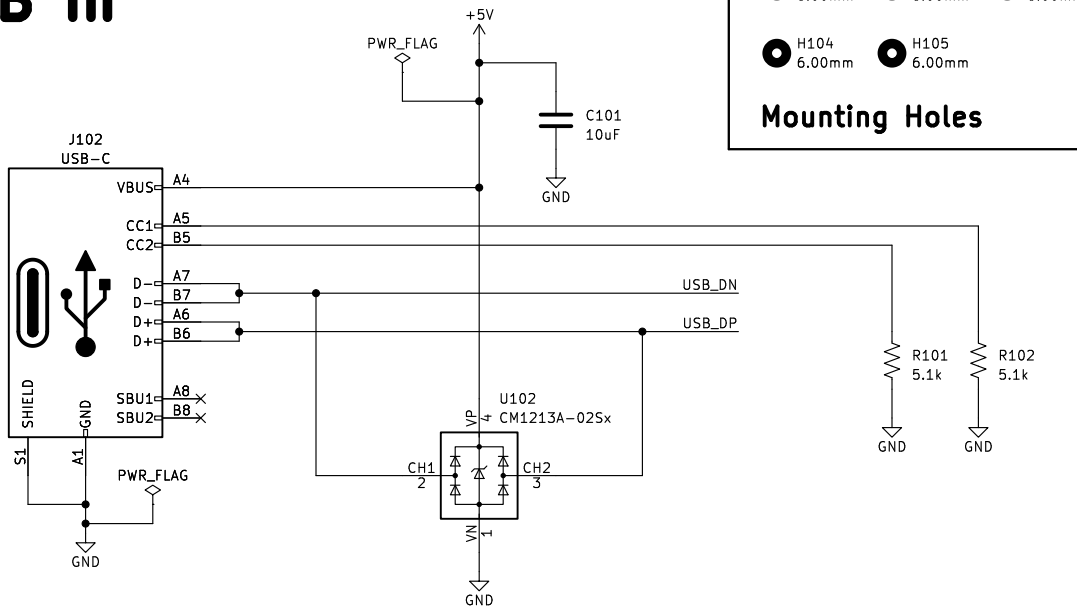 +5V
PWR_FLAG
H104
6.00mm
H105
6.00mm
C101
10uF
Mounting Holes
J102
USB-C
VBUS A4
GND
CC1 A5
CC2 B5
D- A7
D- B7
D+ A6
D+ B6
USB_DN
USB_DP
R101
5.1k
R102
5.1k
SBU1 A8
SBU2 B8
SHIELD
GND
S1
A1
U102
CM1213A-02Sx
VP
4
CH1
2
CH2
3
GND
GND
PWR_FLAG
VN
1
GND
GND